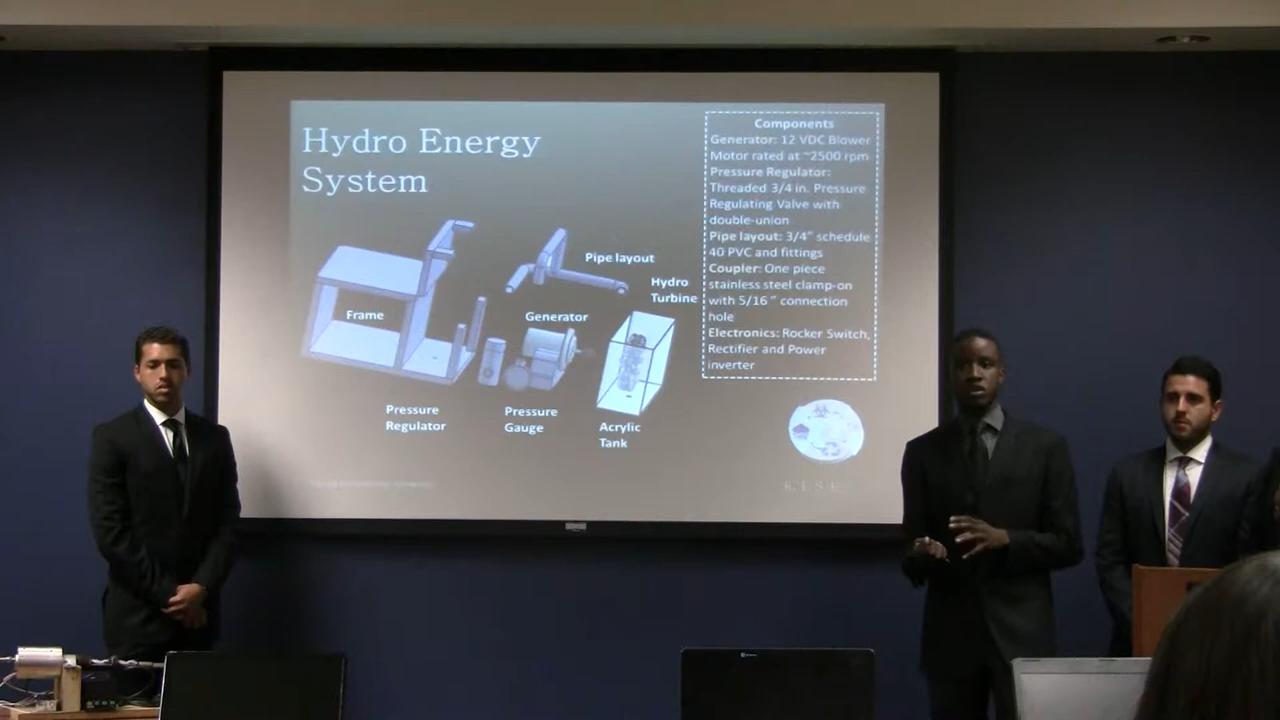 Hydro Energy
System
Components
Generator: 12 VDC Blower
Motor rated at ~2500 rpm
Pressure Regulator:
Threaded 3/4 in. Pressure
Regulating Valve with
double-union
Pipe layout: 3/4" schedule
40 PVC and fittings
Coupler: One piece
stainless steel clamp-on
with 5/16 " connection
hole
Electronics: Rocker Switch,
Rectifier and Power
inverter
Pipe layout
Hydro
Turbine
Frame
Generator
Pressure
Regulator
Pressure
Gauge
Acrylic
Tank